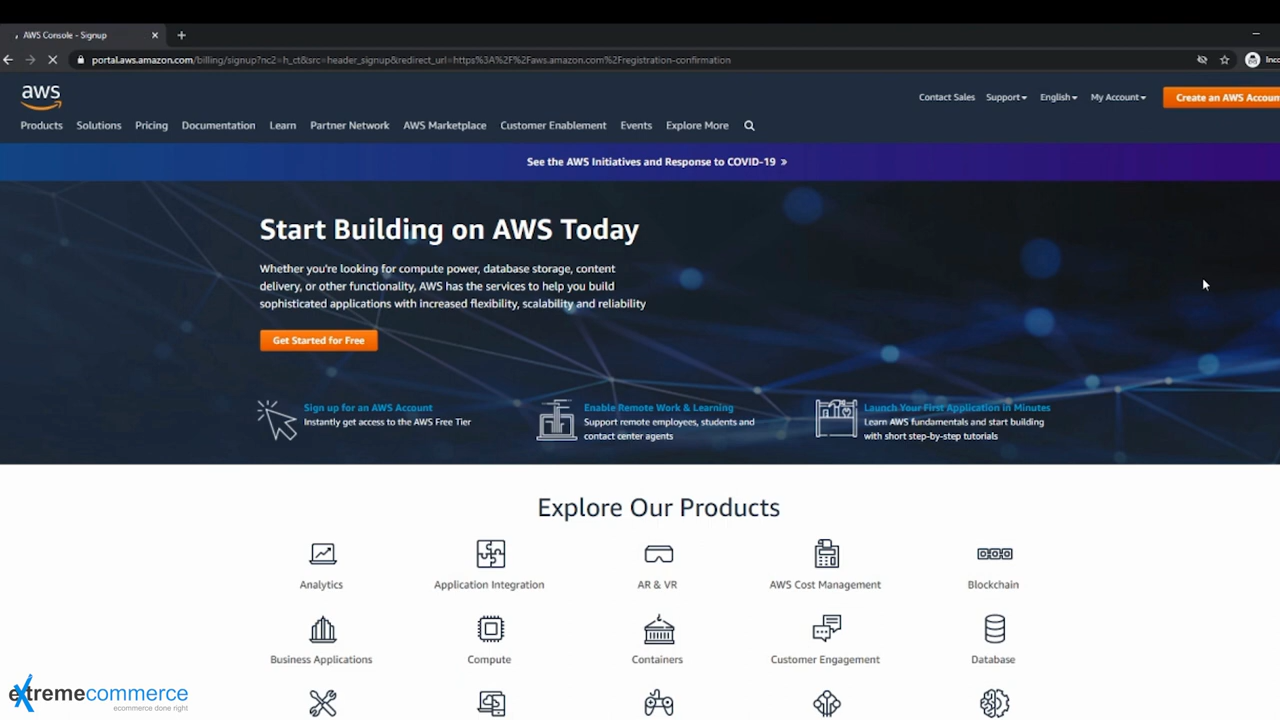 AWS Console - Signup
portal.aws.amazon.com/billing/signup?nc2=h_ct&src=header_signup&redirect_url=https%3A%2F%2Faws.amazon.com%2Fregistration-confirmation
Inco
aws
Contact Sales Support English My Account Create an AWS Accoun
Products Solutions Pricing Documentation Learn Partner Network AWS Marketplace Customer Enablement Events Explore More
See the AWS Initiatives and Response to COVID-19 »
Start Building on AWS Today
Whether you're looking for compute power, database storage, content
delivery, or other functionality, AWS has the services to help you build
sophisticated applications with increased flexibility, scalability and reliability
Get Started for Free
Sign up for an AWS Account
Instantly get access to the AWS Free Tier
Enable Remote Work & Learning
Support remote employees, students and
contact center agents
Launch Your First Application in Minutes
Learn AWS fundamentals and start building
with short step-by-step tutorials
Explore Our Products
Analytics Application Integration AR & VR AWS Cost Management Blockchain
Business Applications Compute Containers Customer Engagement Database
extremecommerce
ecommerce done right